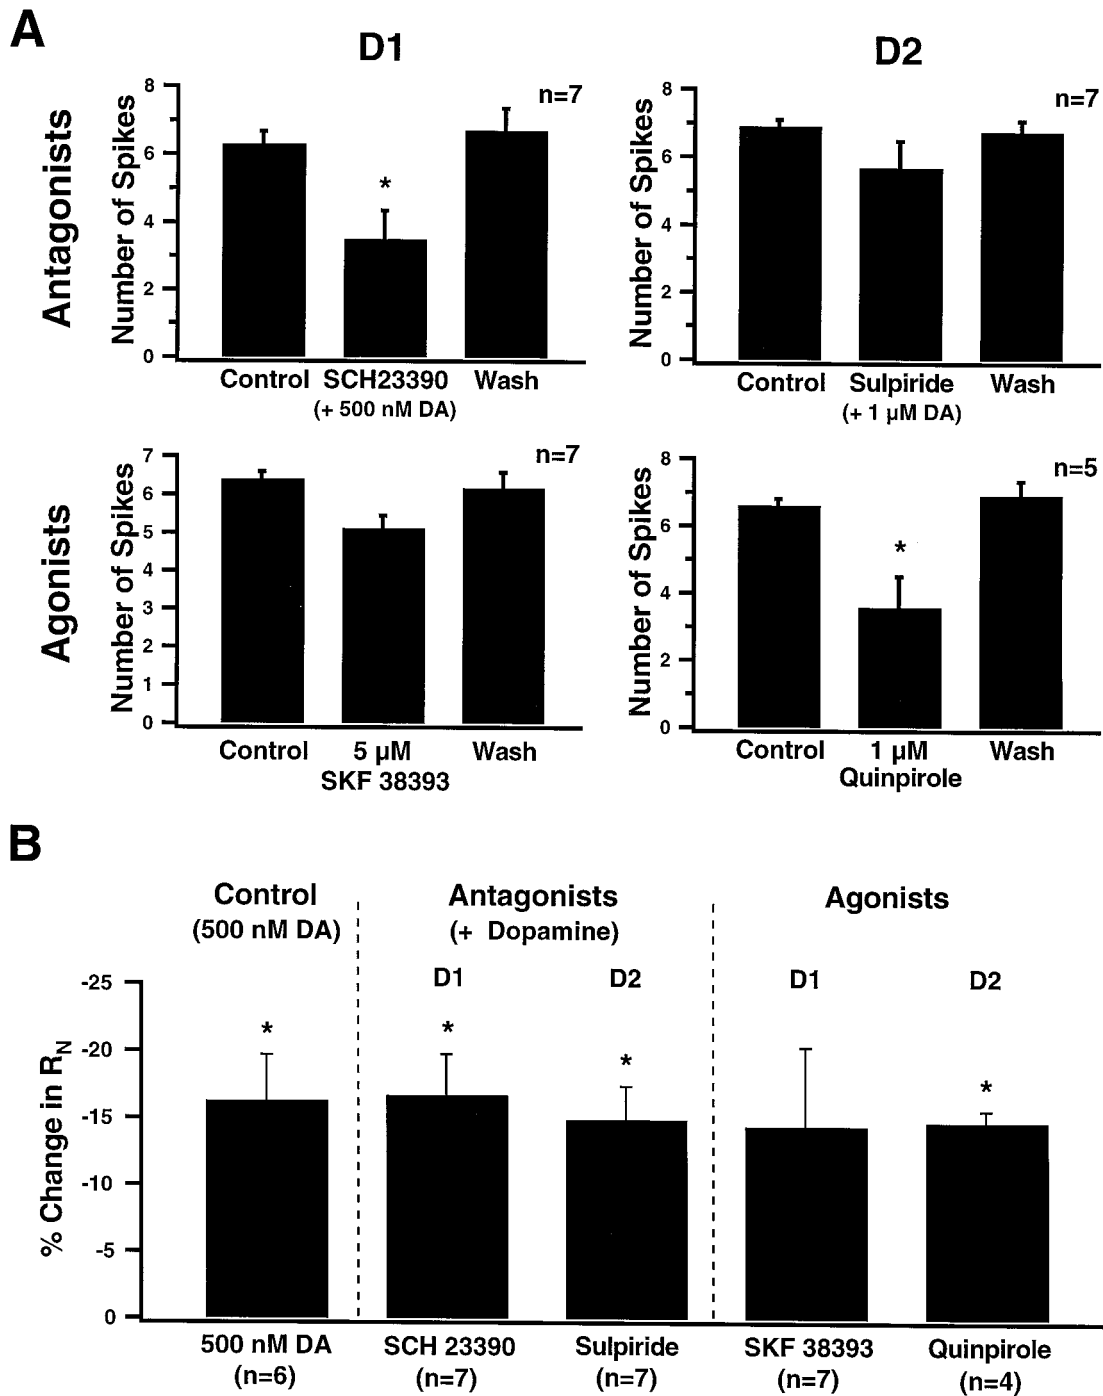 A
D1
D2
Antagonists
Number of Spikes
8
6
4
2
0
n=7
*
Control SCH23390 Wash
(+ 500 nM DA)
Number of Spikes
8
6
4
2
0
n=7
Control Sulpiride Wash
(+ 1 µM DA)
Agonists
Number of Spikes
7
6
5
4
3
2
1
0
n=7
Control 5 µM Wash
SKF 38393
Number of Spikes
8
6
4
2
0
n=5
*
Control 1 µM Wash
Quinpirole
B
Control Antagonists Agonists
(500 nM DA) (+ Dopamine)
D1 D2 D1 D2
% Change in RN
-25
-20
-15
-10
-5
0
* * * *
500 nM DA SCH 23390 Sulpiride SKF 38393 Quinpirole
(n=6) (n=7) (n=7) (n=7) (n=4)